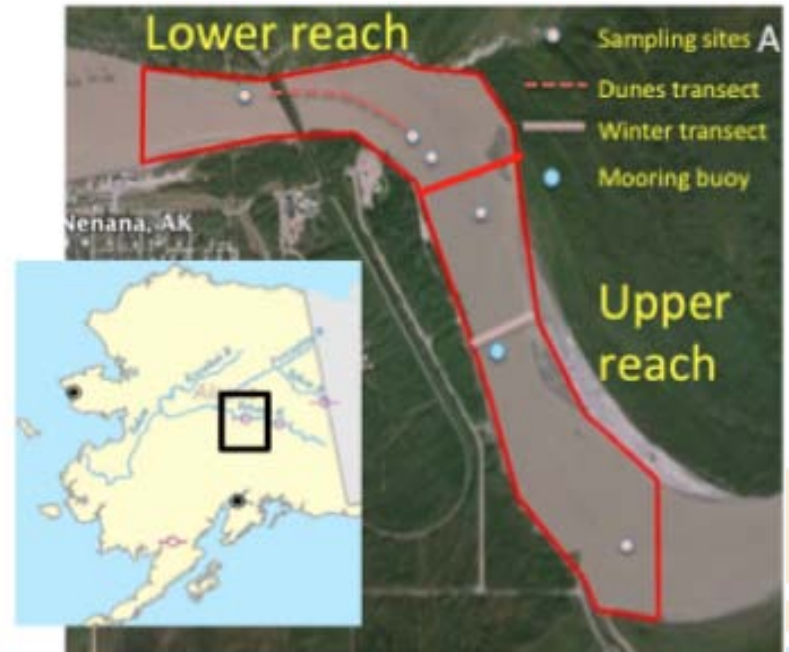 Lower reach
Sampling sites
A
Dunes transect
Winter transect
Mooring buoy
Nenana, AK
Upper
reach